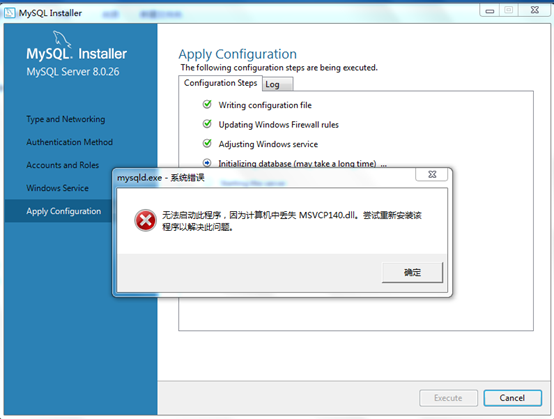 MySQL Installer
MySQL. Installer
MySQL Server 8.0.26
Type and Networking
Authentication Method
Accounts and Roles
Windows Service
Apply Configuration
Apply Configuration
The following configuration steps are being executed.
Configuration Steps
Log
Writing configuration file
Updating Windows Firewall rules
Adjusting Windows service
Initializing database (may take a long time) ...
mysqld.exe - 系统错误
无法启动此程序，因为计算机中丢失 MSVCP140.dll。尝试重新安装该
程序以解决此问题。
确定
Execute
Cancel